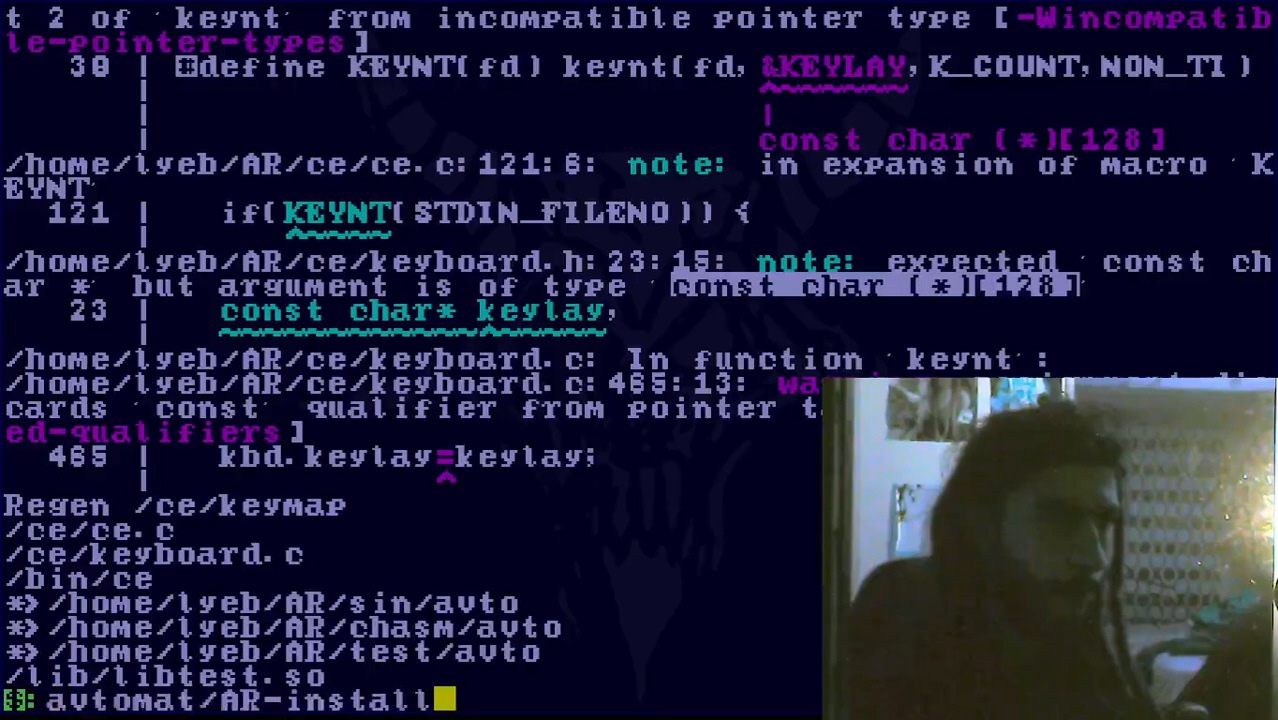 t 2 of 'keynt' from incompatible pointer type [-Wincompatib
le-pointer-types]
38 | #define KEYNT(fd) keynt(fd,&KEYLAY,K_COUNT,NON_TI)
|
| |
| const char (*)[128]
/home/lyeb/AR/ce/ce.c:121:6: note: in expansion of macro 'K
EYNT'
121 | if(KEYNT(STDIN_FILENO)) {
| ^~~~~
/home/lyeb/AR/ce/keyboard.h:23:15: note: expected 'const ch
ar *' but argument is of type 'const char (*)[128]'
23 | const char* keylay,
| ~~~~~~~~~~~~^~~~~~
/home/lyeb/AR/ce/keyboard.c: In function 'keynt':
/home/lyeb/AR/ce/keyboard.c:465:13:
cards 'const' qualifier from pointer
ed-qualifiers]
465 | kbd.keylay=keylay;
| ^
Regen /ce/keymap
/ce/ce.c
/ce/keyboard.c
/bin/ce
*> /home/lyeb/AR/sin/avto
*> /home/lyeb/AR/chasm/avto
*> /home/lyeb/AR/test/avto
/lib/libtest.so
avtomat/AR-install